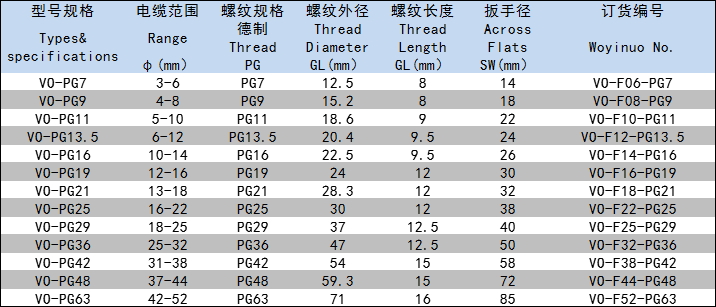 型号规格 电缆范围 螺纹规格 螺纹外径 螺纹长度 扳手径 订货编号
德制
Types& Range Thread Thread Thread Across Woyinuo No.
specifications Diameter Length Flats
φ(mm) PG GL(mm) GL(mm) SW(mm)
VO-PG7 3-6 PG7 12.5 8 14 VO-F06-PG7
VO-PG9 4-8 PG9 15.2 8 18 VO-F08-PG9
VO-PG11 5-10 PG11 18.6 9 22 VO-F10-PG11
VO-PG13.5 6-12 PG13.5 20.4 9.5 24 VO-F12-PG13.5
VO-PG16 10-14 PG16 22.5 9.5 26 VO-F14-PG16
VO-PG19 12-16 PG19 24 12 30 VO-F16-PG19
VO-PG21 13-18 PG21 28.3 12 32 VO-F18-PG21
VO-PG25 16-22 PG25 30 12 38 VO-F22-PG25
VO-PG29 18-25 PG29 37 12.5 40 VO-F25-PG29
VO-PG36 25-32 PG36 47 12.5 50 VO-F32-PG36
VO-PG42 31-38 PG42 54 15 58 VO-F38-PG42
VO-PG48 37-44 PG48 59.3 15 72 VO-F44-PG48
VO-PG63 42-52 PG63 71 16 85 VO-F52-PG63